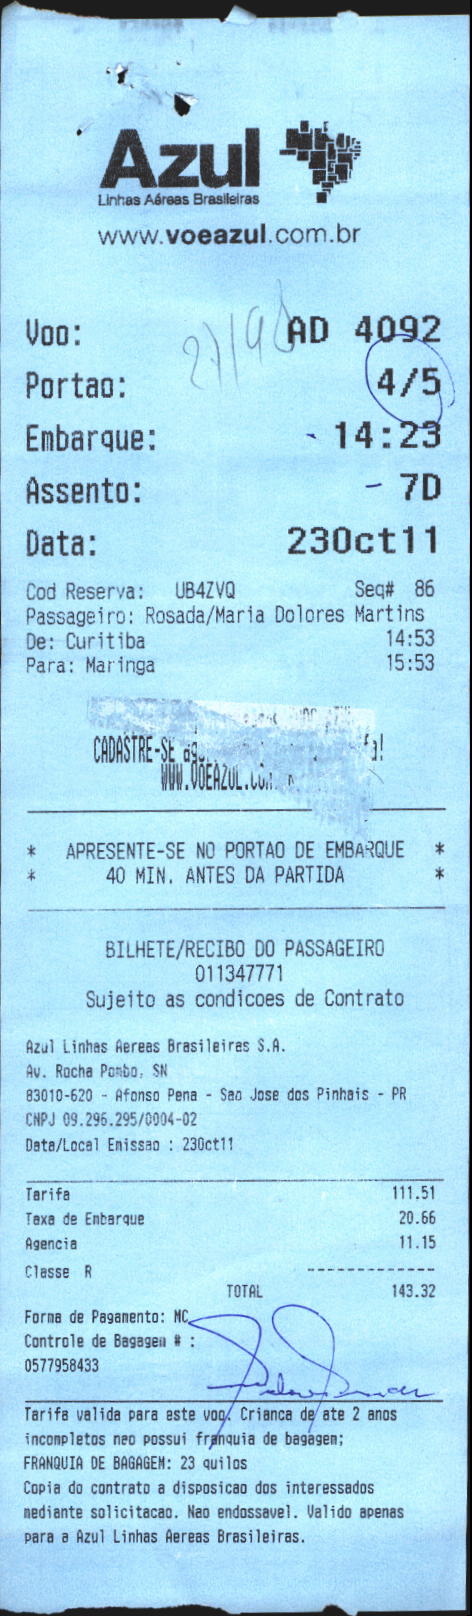 Azul
Linhas Aéreas Brasileiras
www.voeazul.com.br
27/98
Voo: AD 4092
Portao: 4/5
Embarque: - 14:23
Assento: - 7D
Data: 23Oct11
Cod Reserva: UB4ZVQ Seq# 86
Passageiro: Rosada/Maria Dolores Martins
De: Curitiba 14:53
Para: Maringa 15:53
CADASTRE-SE
WWW.VOEAZUL.CO
* APRESENTE-SE NO PORTAO DE EMBARQUE *
* 40 MIN. ANTES DA PARTIDA *
BILHETE/RECIBO DO PASSAGEIRO
011347771
Sujeito as condicoes de Contrato
Azul Linhas Aereas Brasileiras S.A.
Av. Rocha Pombo, SN
83010-620 - Afonso Pena - Sao Jose dos Pinhais - PR
CNPJ 09.296.295/0004-02
Data/Local Emissao : 23Oct11
Tarifa 111.51
Taxa de Embarque 20.66
Agencia 11.15
Classe R --------------
TOTAL 143.32
Forma de Pagamento: MC
Controle de Bagagem # :
0577958433
Tarifa valida para este voo. Crianca de ate 2 anos
incompletos nao possui franquia de bagagem;
FRANQUIA DE BAGAGEM: 23 quilos
Copia do contrato a disposicao dos interessados
mediante solicitacao. Nao endossavel. Valido apenas
para a Azul Linhas Aereas Brasileiras.